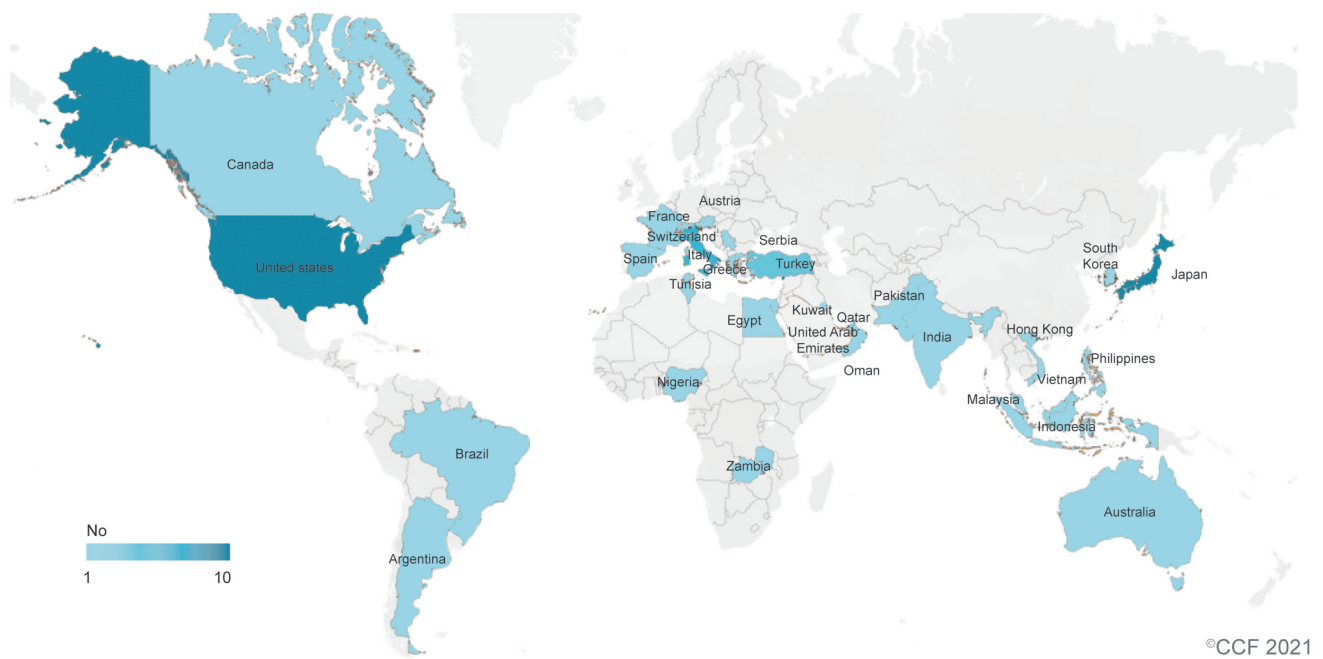 Canada
United states
Brazil
Argentina
Austria
France
Switzerland
Serbia
Italy
Spain
Greece
Turkey
Tunisia
Egypt
Kuwait
Qatar
United Arab
Emirates
Oman
Pakistan
India
Nigeria
Zambia
South
Korea
Japan
Hong Kong
Philippines
Vietnam
Malaysia
Indonesia
Australia
No
1
10
©CCF 2021